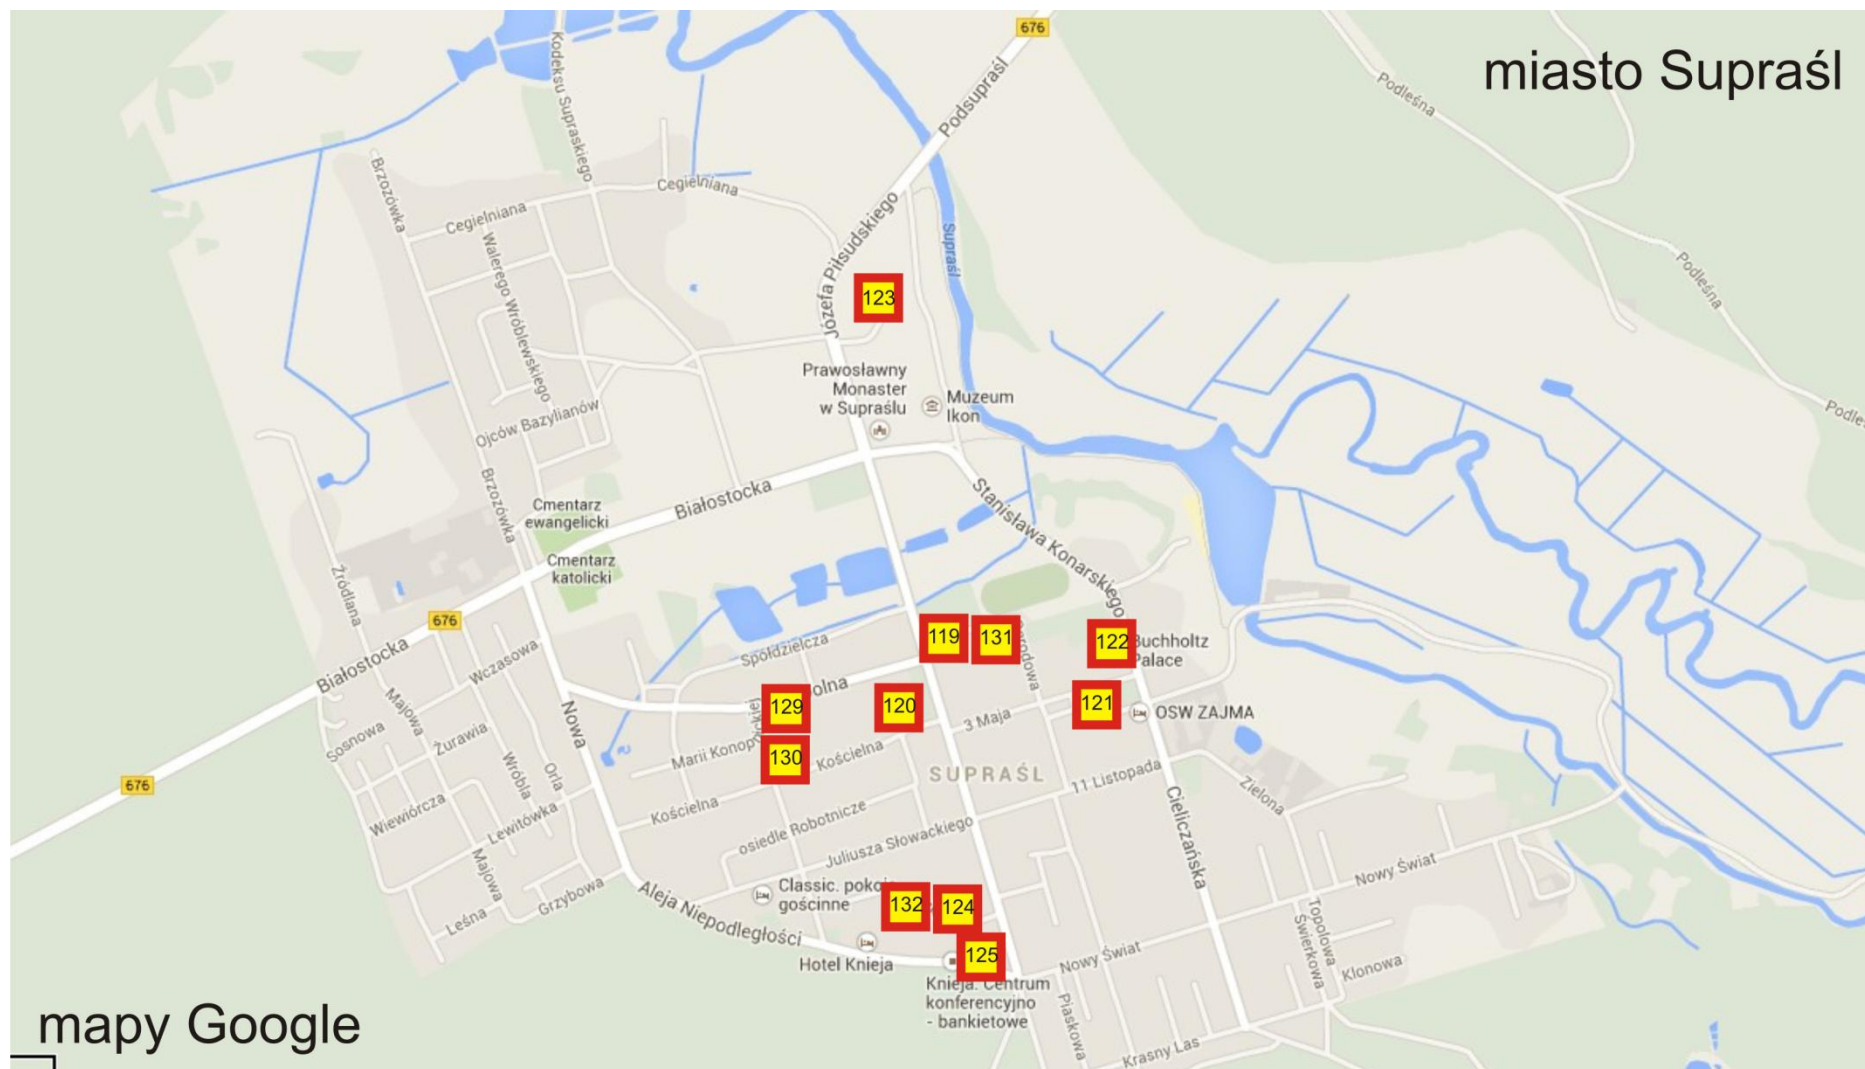 676
miasto Supraśl
Kodeksu Supraskiego
Podsupraśl
Podleśna
Brzozówka
Cegielniana
Cegielniana
Józefa Piłsudskiego
Supraśl
Walerego Wróblewskiego
Podleśna
123
Prawosławny
Monaster
w Supraślu
Muzeum
Ikon
Ojców Bazylianów
Brzozówka
Białostocka
Stanisława Konarskiego
Cmentarz
ewangelicki
Cmentarz
katolicki
Źródlana
676
119
131
122
Buchholtz
Palace
Spółdzielcza
Białostocka
Wczasowa
Majowa
Nowa
129
120
121
OSW ZAJMA
3 Maja
Sosnowa
Żurawia
Marii
130
Kościelna
SUPRAŚL
11 Listopada
676
Wróbla
Orla
Zielona
Wiewiórcza
Lewitówka
Kościelna
osiedle Robotnicze
Juliusza Słowackiego
Cieliczańska
Majowa
Nowy Świat
Leśna
Grzybowa
Aleja Niepodległości
Classic.
gościnne
132
124
Topolowa
Świerkowa
125
Hotel Knieja
Nowy Świat
Klonowa
Knieja. Centrum
konferencyjno
- bankietowe
Piaskowa
Krasny Las
mapy Google